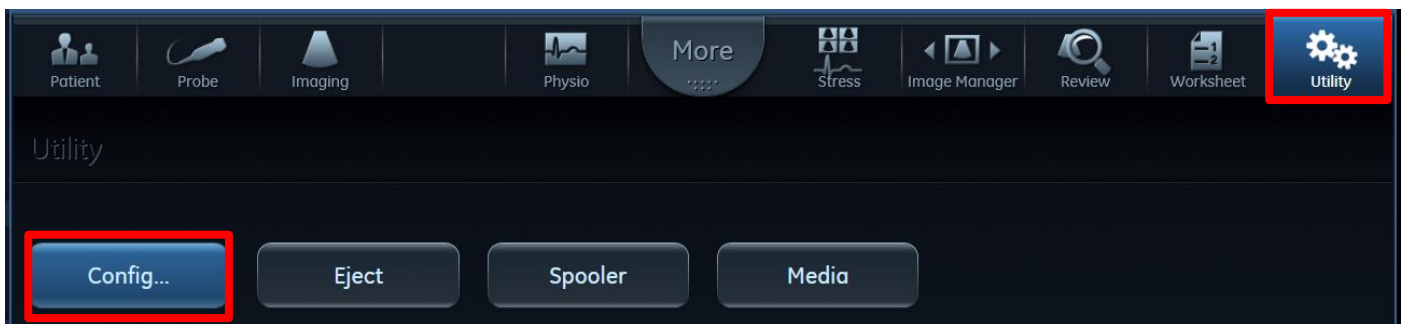 More
Patient Probe Imaging Physio Stress Image Manager Review Worksheet Utility
Utility
Config... Eject Spooler Media